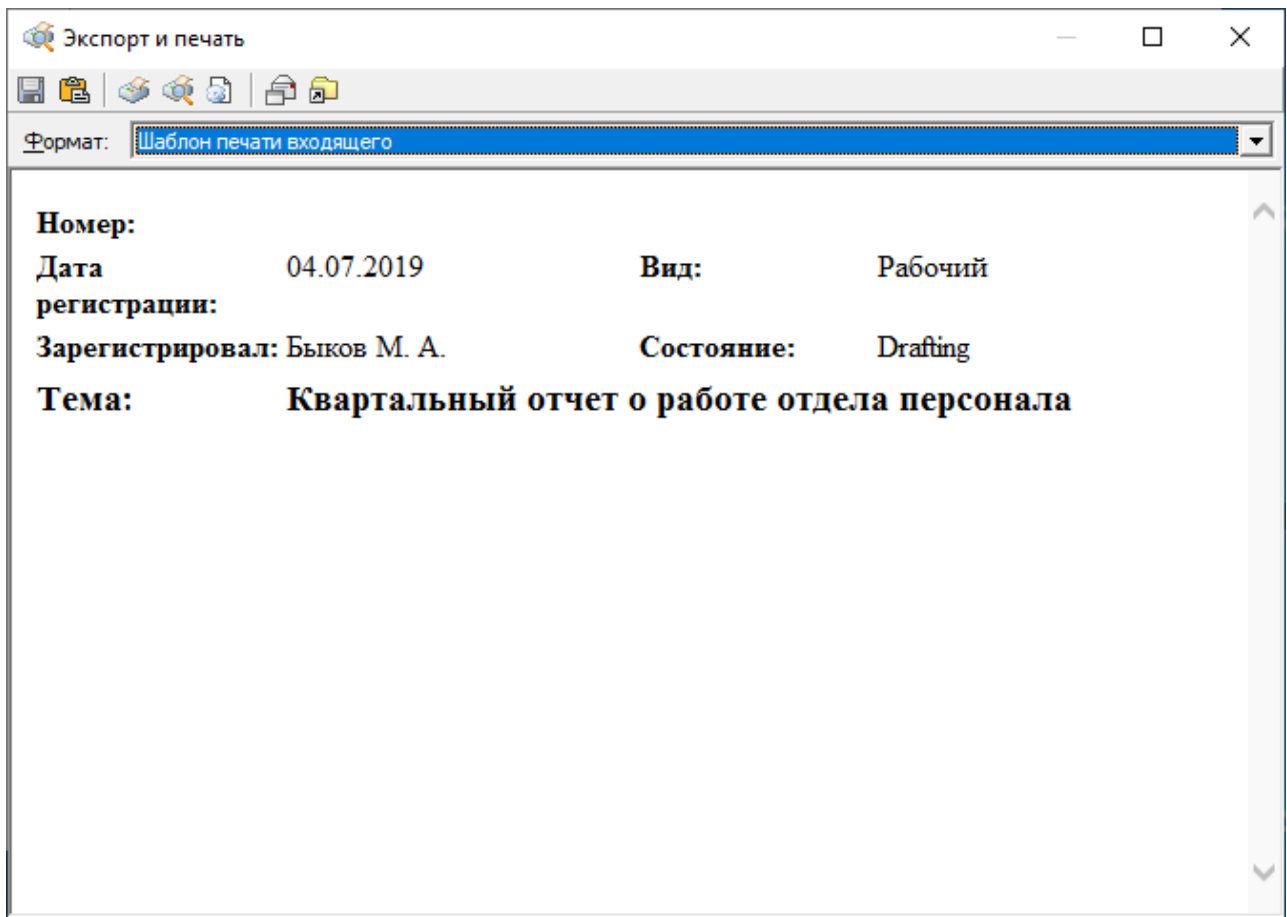 Экспорт и печать
Формат: Шаблон печати входящего
Номер:
Дата 04.07.2019 Вид: Рабочий
регистрации:
Зарегистрировал: Быков М. А. Состояние: Drafting
Тема: Квартальный отчет о работе отдела персонала